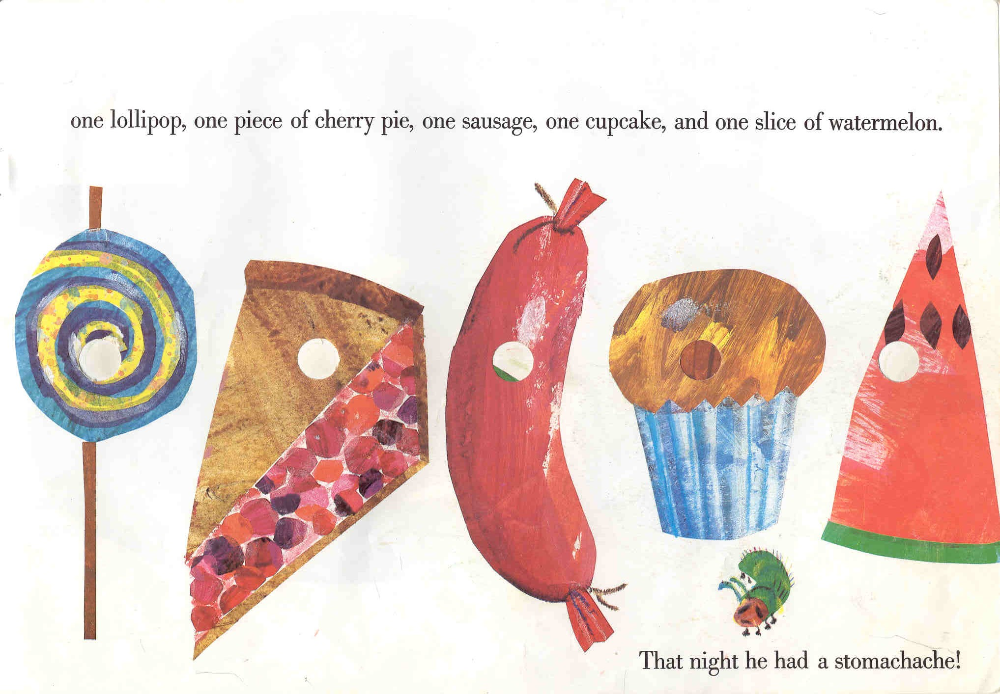 one lollipop, one piece of cherry pie, one sausage, one cupcake, and one slice of watermelon.
That night he had a stomachache!